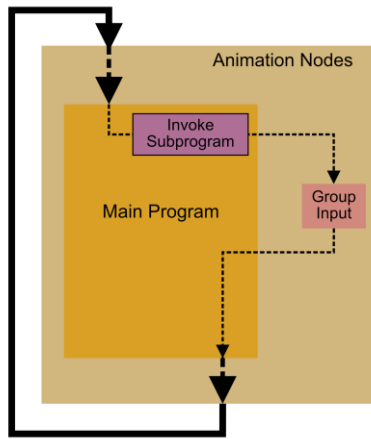 Animation Nodes
Invoke
Subprogram
Main Program
Group
Input